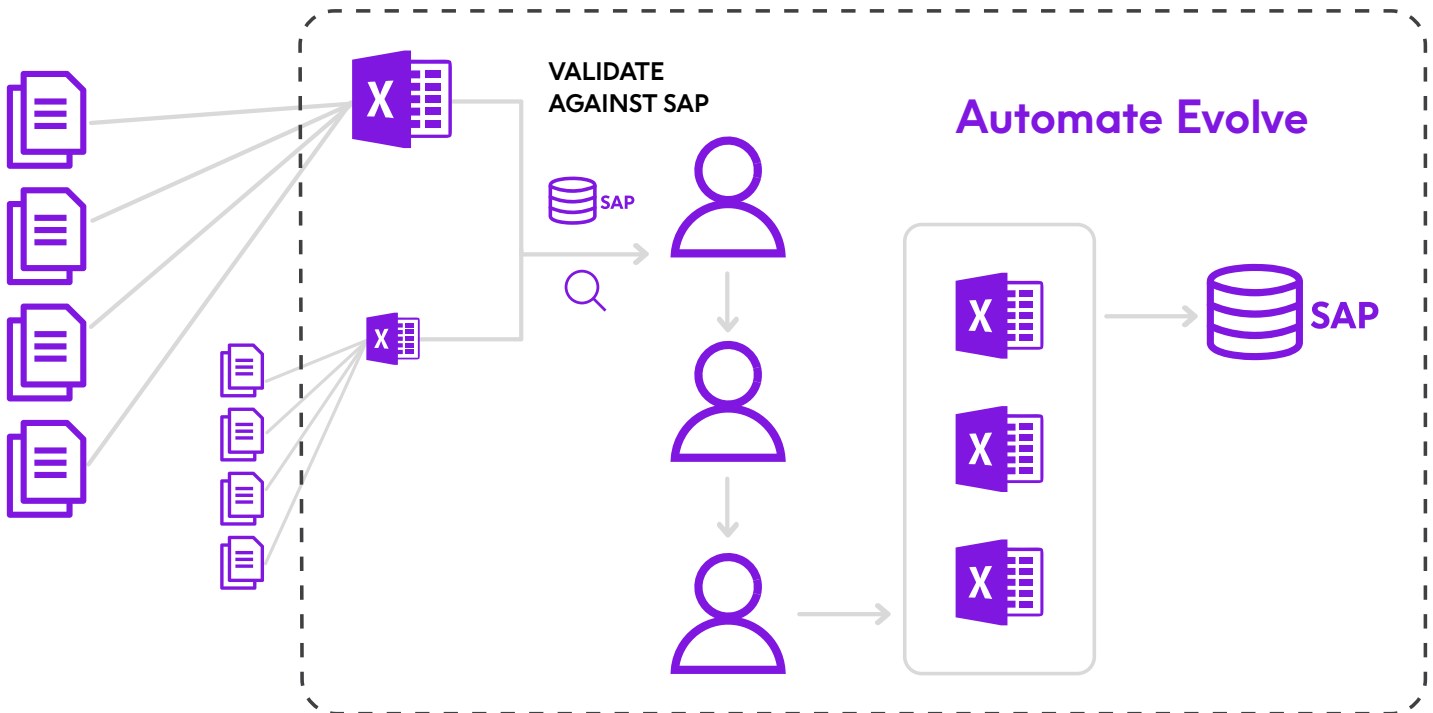 VALIDATE
AGAINST SAP
Automate Evolve
X
SAP
X
X
SAP
X
X